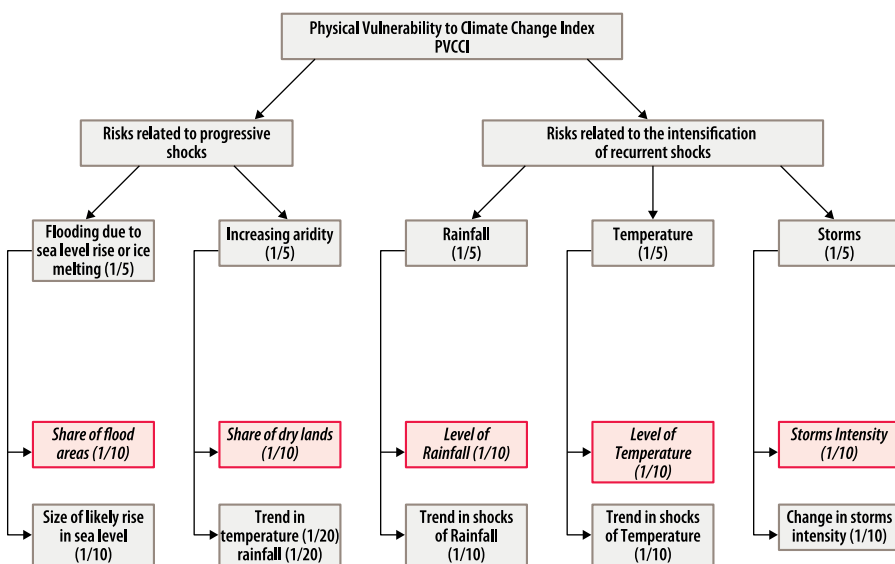 Physical Vulnerability to Climate Change Index
PVCCI
Risks related to progressive
shocks
Risks related to the intensification
of recurrent shocks
Flooding due to
sea level rise or ice
melting (1/5)
Increasing aridity
(1/5)
Rainfall
(1/5)
Temperature
(1/5)
Storms
(1/5)
Share of flood
areas (1/10)
Share of dry lands
(1/10)
Level of
Rainfall (1/10)
Level of
Temperature
(1/10)
Storms Intensity
(1/10)
Size of likely rise
in sea level
(1/10)
Trend in
temperature (1/20)
rainfall (1/20)
Trend in shocks
of Rainfall
(1/10)
Trend in shocks
of Temperature
(1/10)
Change in storms
intensity (1/10)